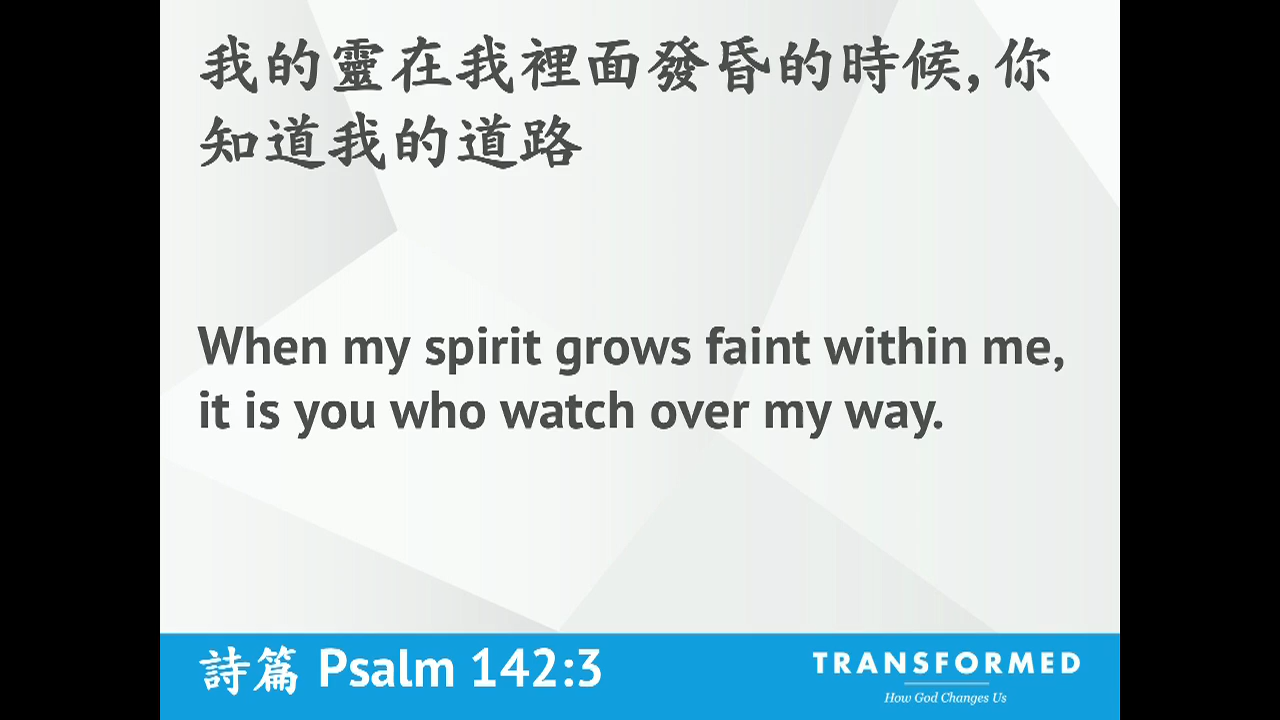 我的靈在我裡面發昏的時候,你
知道我的道路
When my spirit grows faint within me,
it is you who watch over my way.
詩篇 Psalm 142:3
TRANSFORMED
How God Changes Us